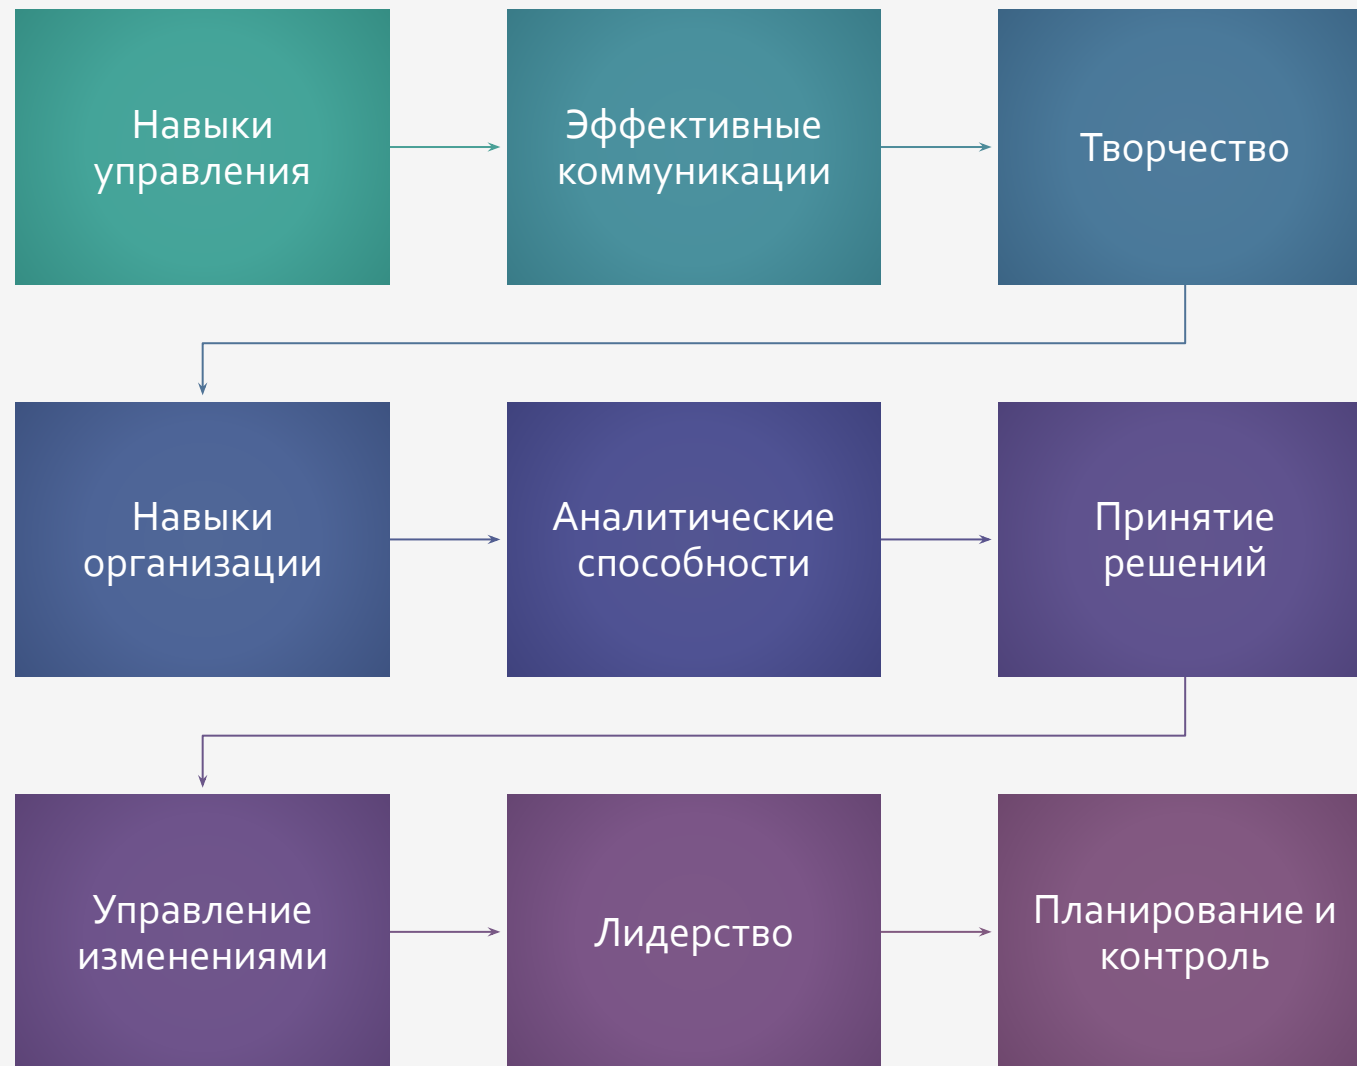 Навыки
управления
Эффективные
коммуникации
Творчество
Навыки
организации
Аналитические
способности
Принятие
решений
Управление
изменениями
Лидерство
Планирование и
контроль